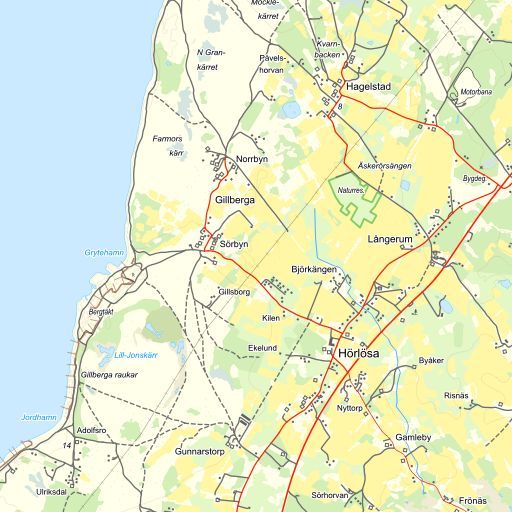 Möckle-
kärret
N Gran-
kärret
Påvels-
horvan
Kvarn-
backen
Hagelstad
Motorbana
8
Farmors
kärr
Norrbyn
Äskerörsängen
Bygdeg.
Naturres.
Gillberga
Långerum
Sörbyn
Grytehamn
Björkängen
Gillsborg
Bergtäkt
Kilen
Lill-Jonskärr
Ekelund
Hörlösa
Byåker
Gillberga raukar
Risnäs
Nyttorp
Jordhamn
Adolfsro
Gamleby
14
Gunnarstorp
Ulriksdal
Sörhorvan
Frönäs